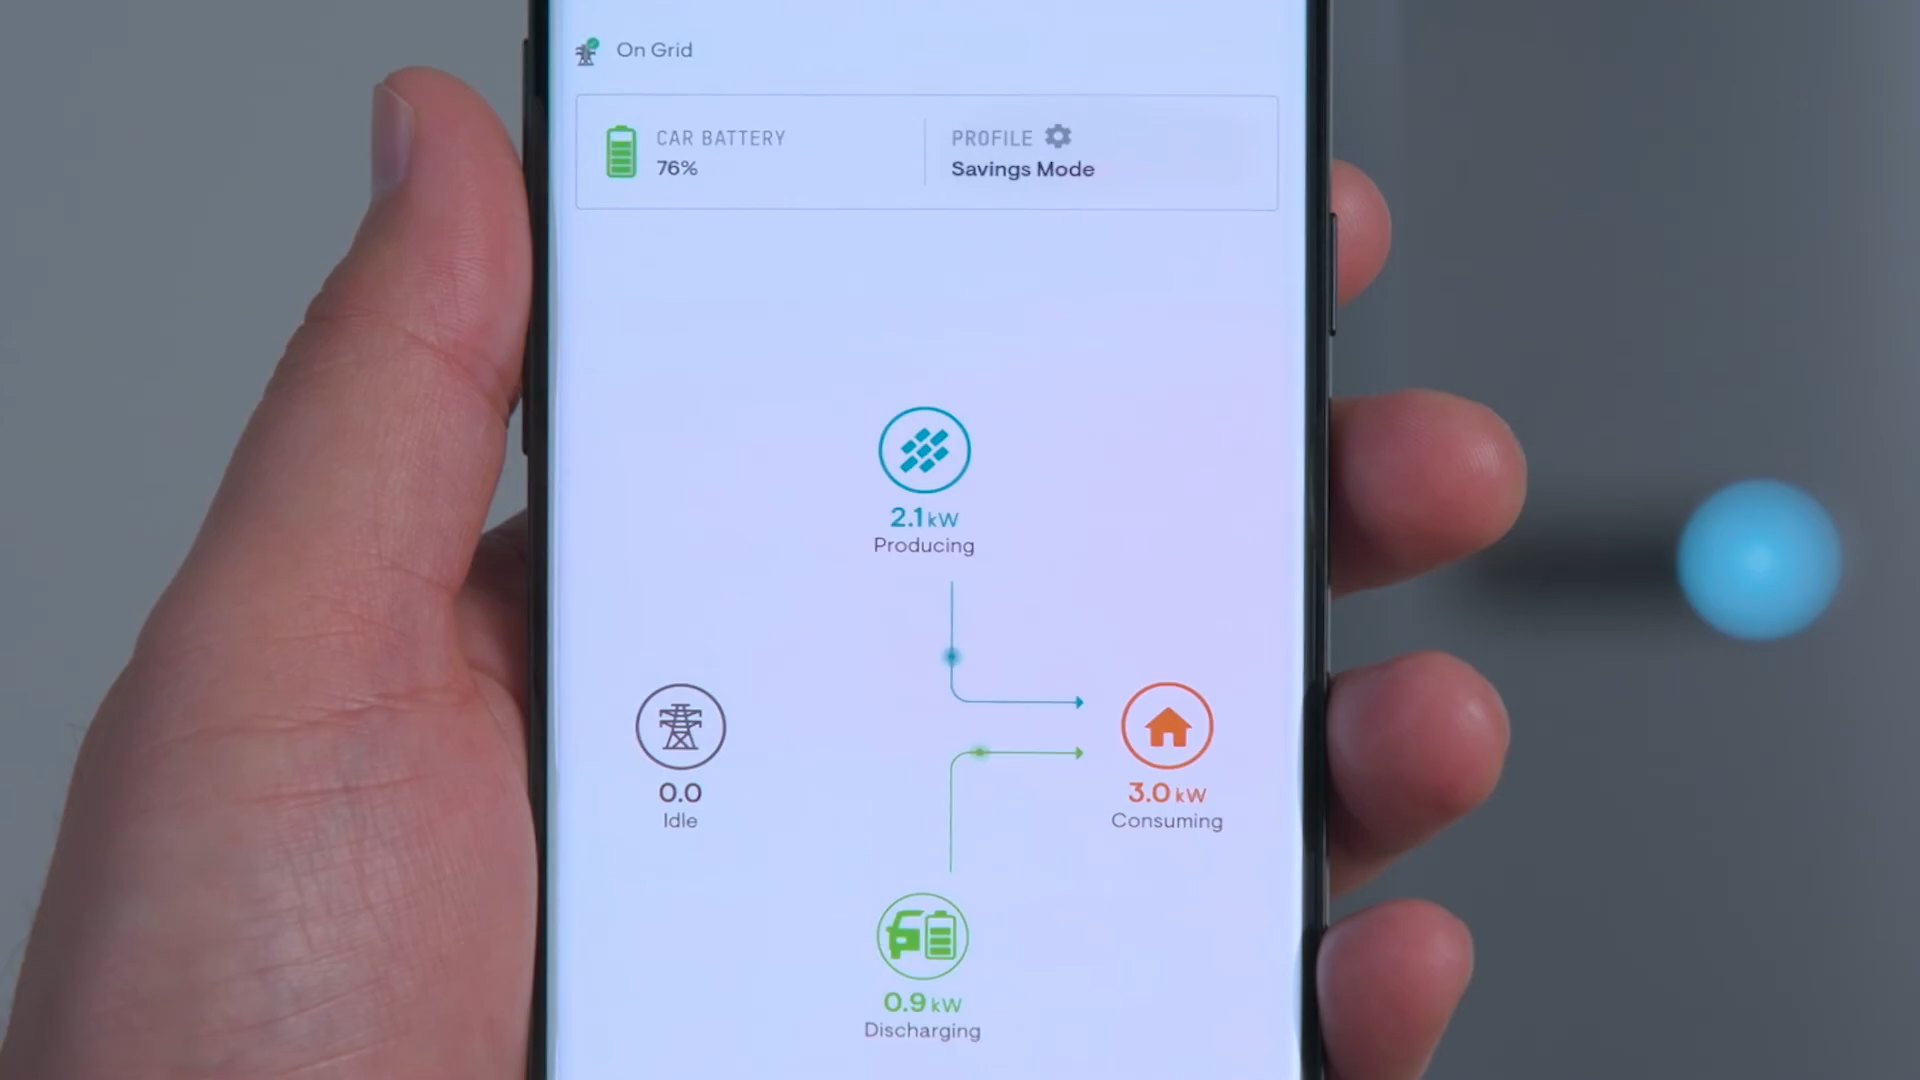 On Grid
CAR BATTERY
76%
PROFILE
Savings Mode
2.1 kW
Producing
0.0
Idle
3.0 kW
Consuming
0.9 kW
Discharging